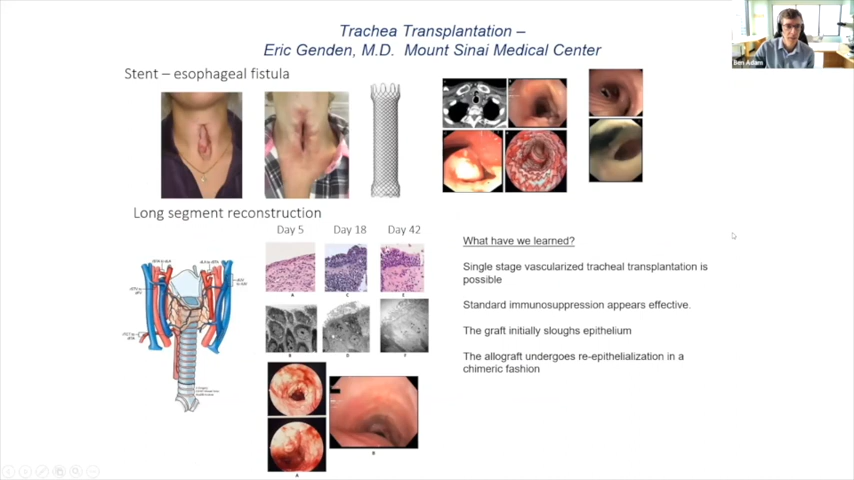 Trachea Transplantation –
Eric Genden, M.D. Mount Sinai Medical Center
Ben Adam
Stent – esophageal fistula
Long segment reconstruction
Day 5
Day 18
Day 42
What have we learned?
Single stage vascularized tracheal transplantation is
possible
Standard immunosuppression appears effective.
The graft initially sloughs epithelium
The allograft undergoes re-epithelialization in a
chimeric fashion
A
C
E
B
D
F
A
B